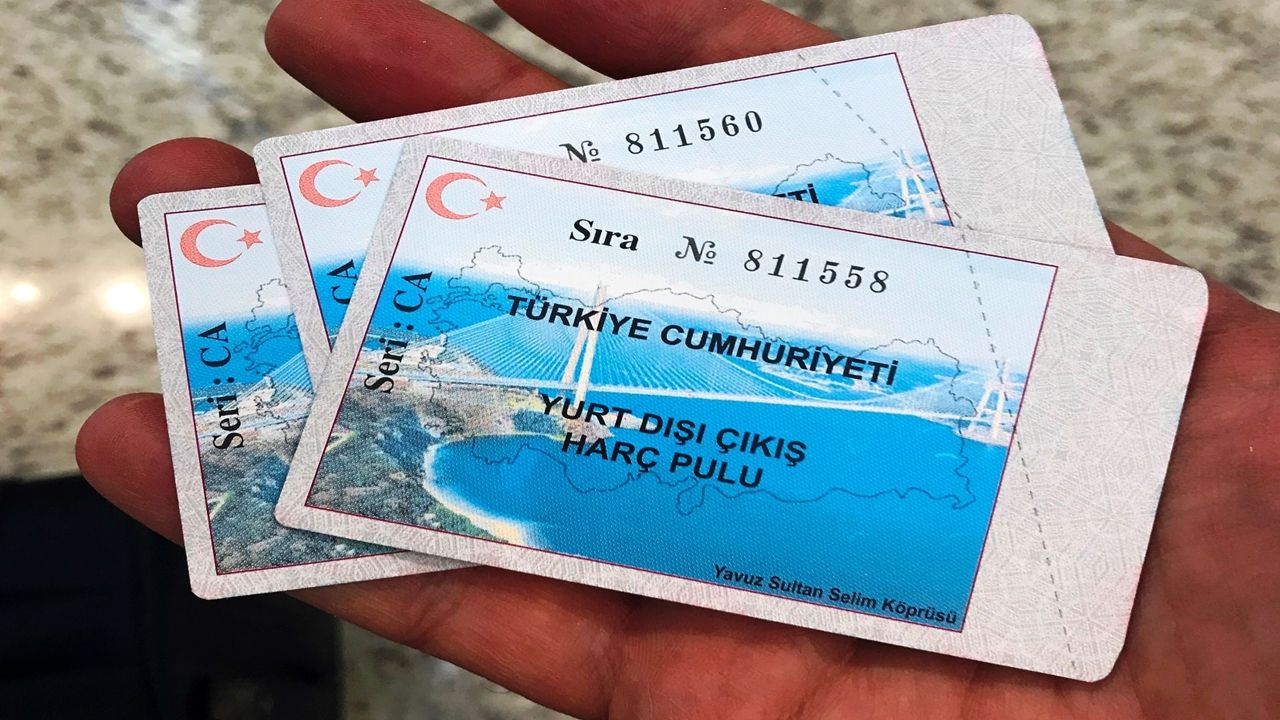 № 811560
Sıra № 811558
TÜRKİYE CUMHURİYETİ
YURT DIŞI ÇIKIŞ
HARÇ PULU
Yavuz Sultan Selim Köprüsü
Seri : CA
CA
Seri : CA